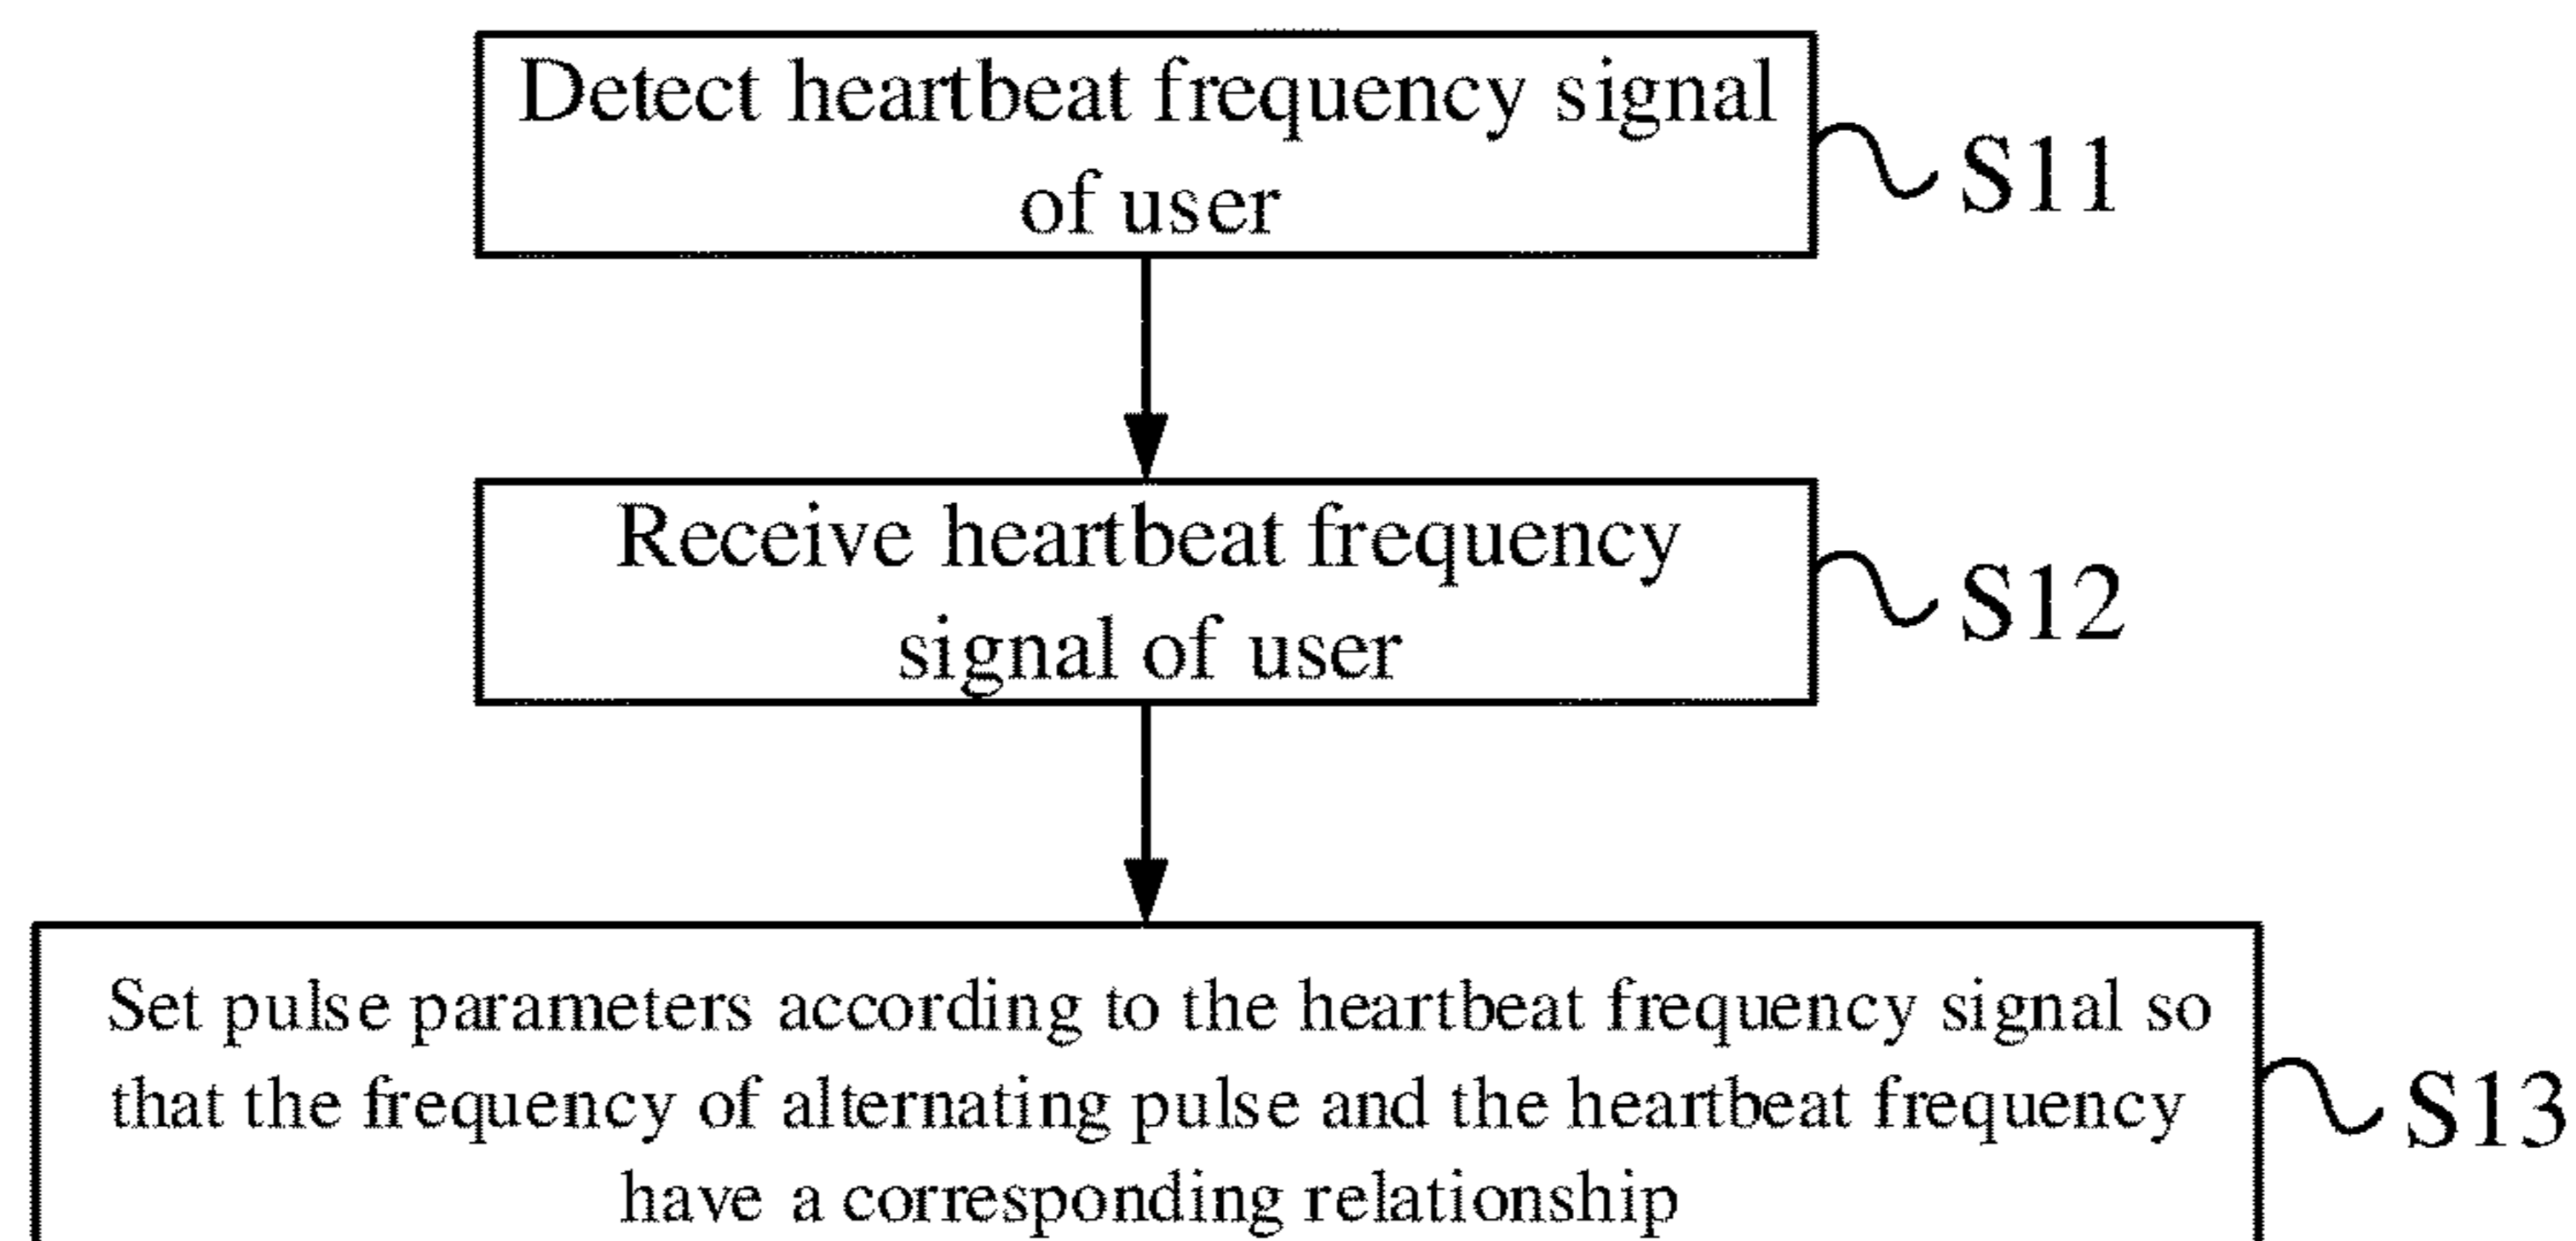 Detect heartbeat frequency signal
of user
S11
Receive heartbeat frequency
signal of user
S12
Set pulse parameters according to the heartbeat frequency signal so
that the frequency of alternating pulse and the heartbeat frequency
have a corresponding relationship
S13